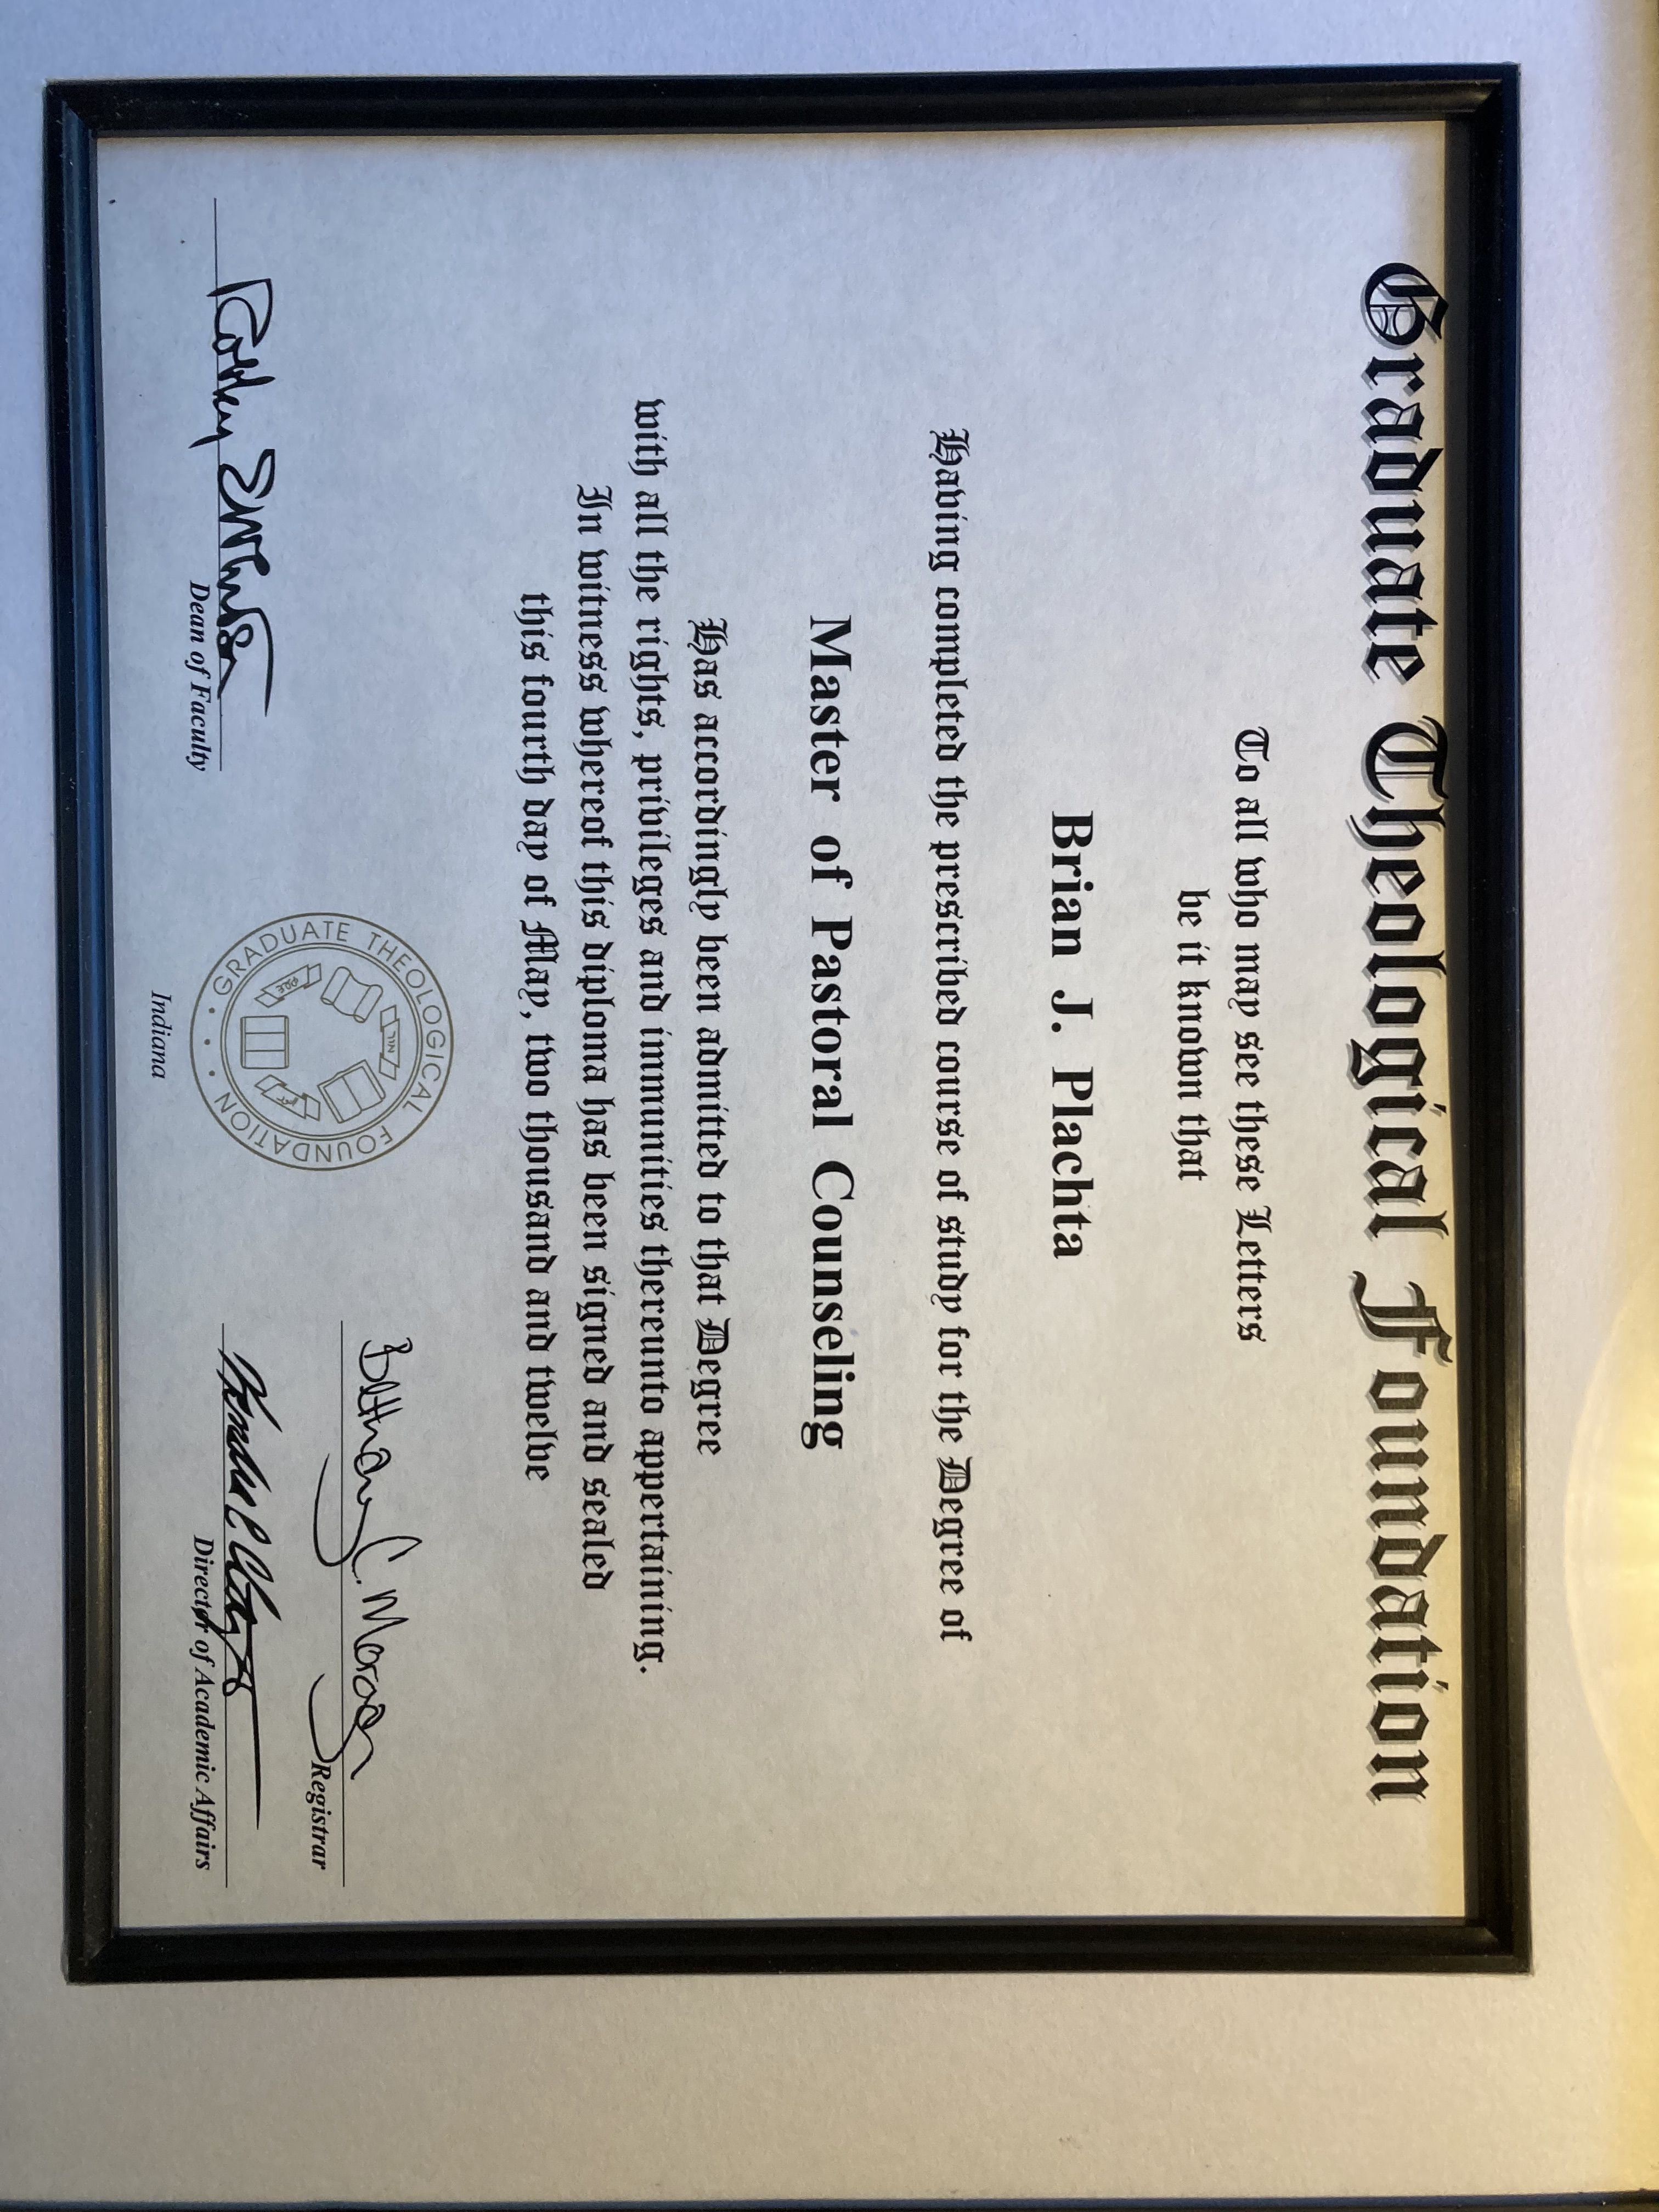 Graduate Theological Foundation
To all who may see these Letters
be it known that
Brian J. Plachta
Having completed the prescribed course of study for the Degree of
Master of Pastoral Counseling
Has accordingly been admitted to that Degree
with all the rights, privileges and immunities thereunto appertaining.
In witness whereof this diploma has been signed and sealed
this fourth day of May, two thousand and twelve
Bethany C. Morgan
Registrar
Dean of Faculty
GRADUATE THEOLOGICAL FOUNDATION
Director of Academic Affairs
Indiana